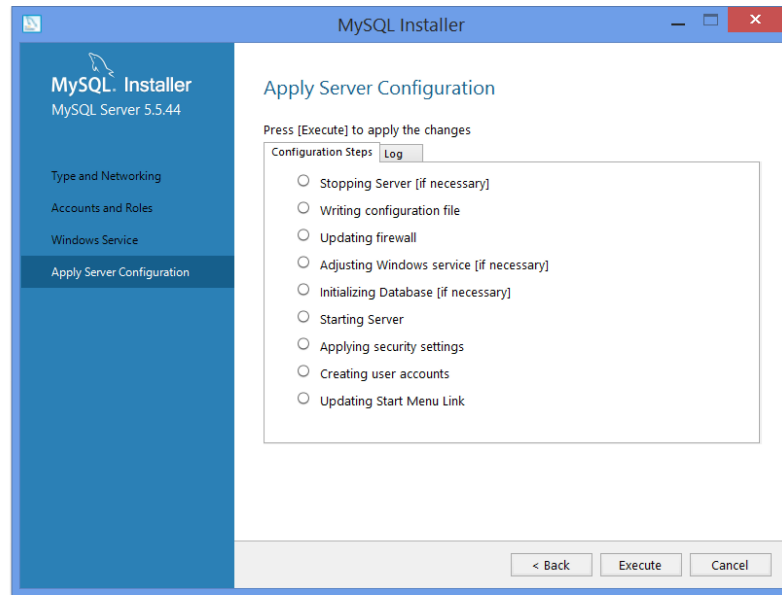 MySQL Installer
MySQL. Installer
MySQL Server 5.5.44
Type and Networking
Accounts and Roles
Windows Service
Apply Server Configuration
Apply Server Configuration
Press [Execute] to apply the changes
Configuration Steps Log
Stopping Server [if necessary]
Writing configuration file
Updating firewall
Adjusting Windows service [if necessary]
Initializing Database [if necessary]
Starting Server
Applying security settings
Creating user accounts
Updating Start Menu Link
< Back Execute Cancel